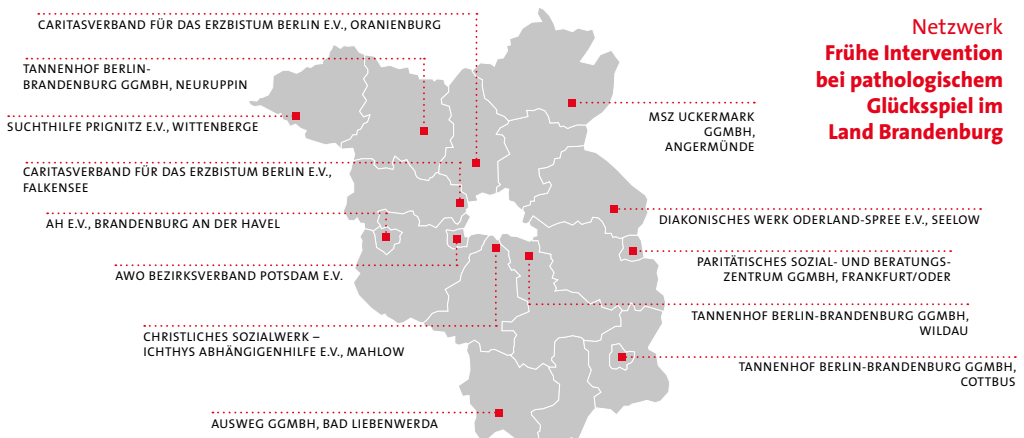 Netzwerk
Frühe Intervention
bei pathologischem
Glücksspiel im
Land Brandenburg
CARITASVERBAND FÜR DAS ERZBISTUM BERLIN E.V., ORANIENBURG
TANNENHOF BERLIN-
BRANDENBURG GGMBH, NEURUPPIN
SUCHTHILFE PRIGNITZ E.V., WITTENBERGE
CARITASVERBAND FÜR DAS ERZBISTUM BERLIN E.V.,
FALKENSEE
AH E.V., BRANDENBURG AN DER HAVEL
AWO BEZIRKSVERBAND POTSDAM E.V.
CHRISTLICHES SOZIALWERK –
ICHTHYS ABHÄNGIGENHILFE E.V., MAHLOW
AUSWEG GGMBH, BAD LIEBENWERDA
MSZ UCKERMARK
GGMBH,
ANGERMÜNDE
DIAKONISCHES WERK ODERLAND-SPREE E.V., SEELOW
PARITÄTISCHES SOZIAL- UND BERATUNGS-
ZENTRUM GGMBH, FRANKFURT/ODER
TANNENHOF BERLIN-BRANDENBURG GGMBH,
WILDAU
TANNENHOF BERLIN-BRANDENBURG GGMBH,
COTTBUS